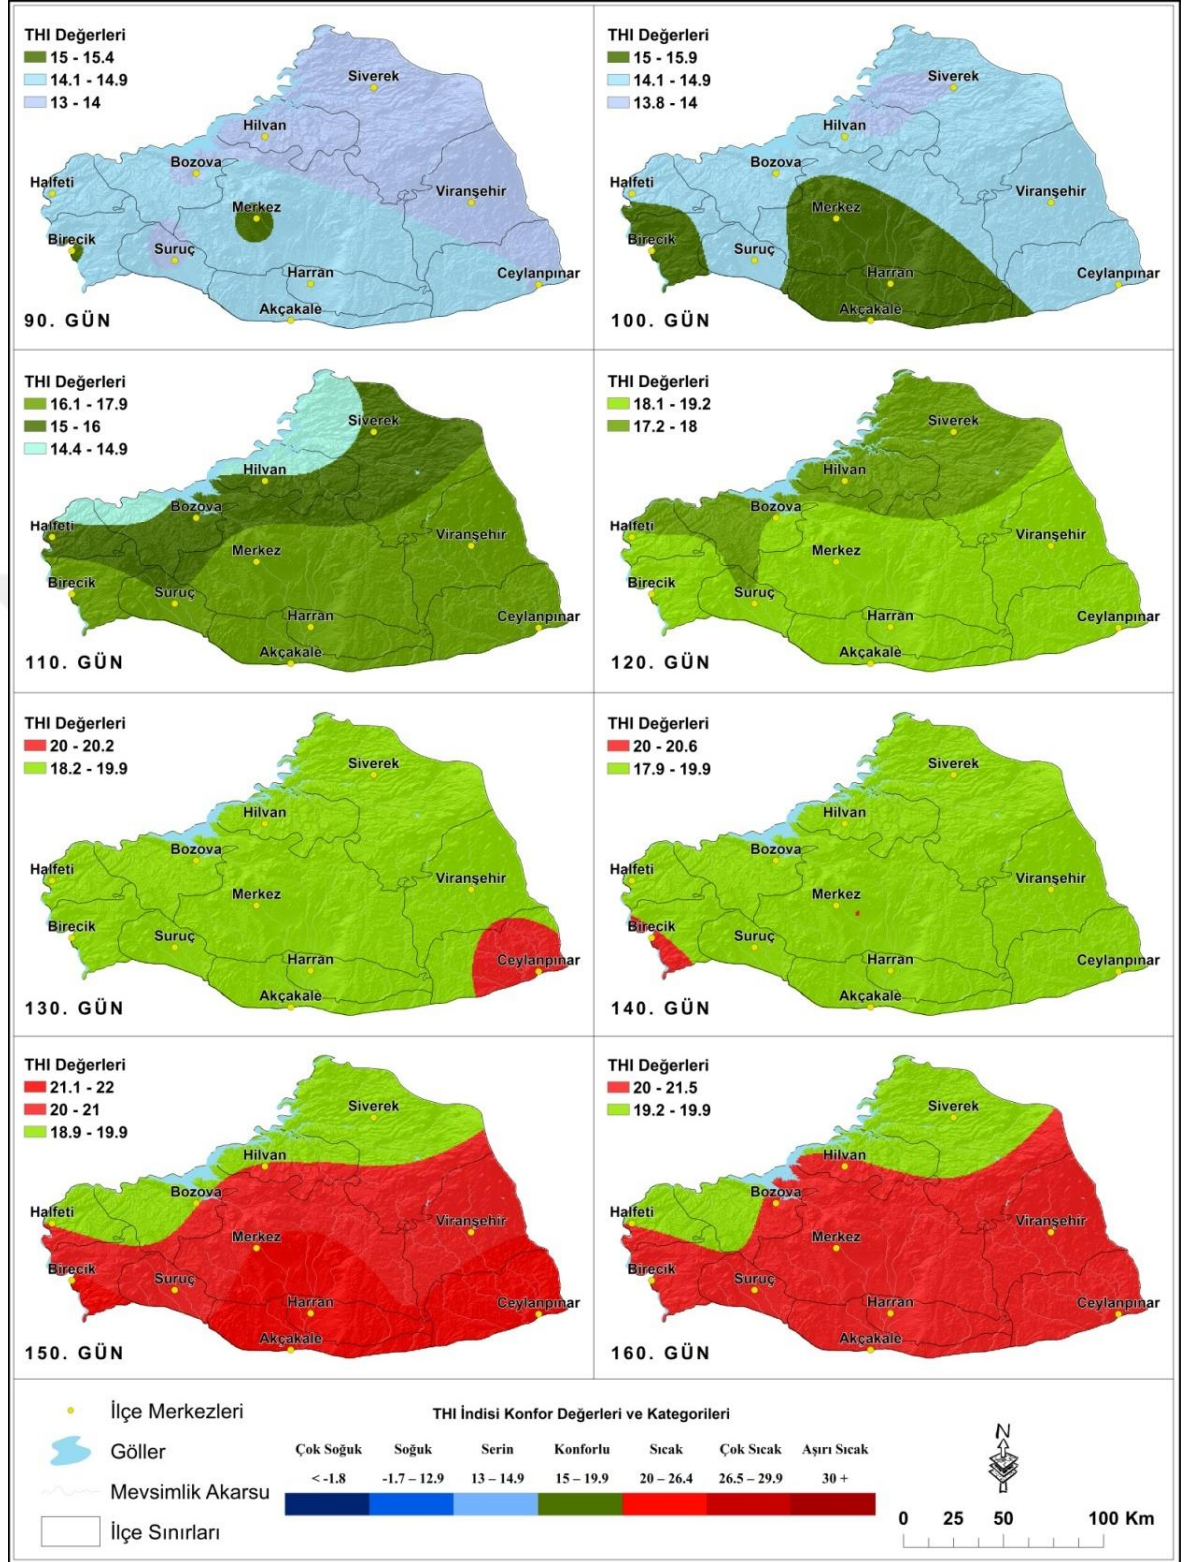 THI Değerleri
15 - 15.4
14.1 - 14.9
13 - 14
Siverek
Hilvan
Bozova
Halfeti
Viranşehir
Merkez
Birecik
Suruç
Harran
Ceylanpınar
Akçakale
90. GÜN
THI Değerleri
15 - 15.9
14.1 - 14.9
13.8 - 14
Siverek
Hilvan
Bozova
Halfeti
Viranşehir
Merkez
Birecik
Suruç
Harran
Ceylanpınar
Akçakale
100. GÜN
THI Değerleri
16.1 - 17.9
15 - 16
14.4 - 14.9
Siverek
Hilvan
Bozova
Halfeti
Viranşehir
Merkez
Birecik
Suruç
Harran
Ceylanpınar
Akçakale
110. GÜN
THI Değerleri
18.1 - 19.2
17.2 - 18
Siverek
Hilvan
Bozova
Halfeti
Viranşehir
Merkez
Birecik
Suruç
Harran
Ceylanpınar
Akçakale
120. GÜN
THI Değerleri
20 - 20.2
18.2 - 19.9
Siverek
Hilvan
Bozova
Halfeti
Viranşehir
Merkez
Birecik
Suruç
Harran
Ceylanpınar
Akçakale
130. GÜN
THI Değerleri
20 - 20.6
17.9 - 19.9
Siverek
Hilvan
Bozova
Halfeti
Viranşehir
Merkez
Birecik
Suruç
Harran
Ceylanpınar
Akçakale
140. GÜN
THI Değerleri
21.1 - 22
20 - 21
18.9 - 19.9
Siverek
Hilvan
Bozova
Halfeti
Viranşehir
Merkez
Birecik
Suruç
Harran
Ceylanpınar
Akçakale
150. GÜN
THI Değerleri
20 - 21.5
19.2 - 19.9
Siverek
Hilvan
Bozova
Halfeti
Viranşehir
Merkez
Birecik
Suruç
Harran
Ceylanpınar
Akçakale
160. GÜN
İlçe Merkezleri
Göller
Mevsimlik Akarsu
İlçe Sınırları
THI İndisi Konfor Değerleri ve Kategorileri
Çok Soğuk Soğuk Serin Konforlu Sıcak Çok Sıcak Aşırı Sıcak
< -1.8 -1.7 – 12.9 13 – 14.9 15 – 19.9 20 – 26.4 26.5 – 29.9 30 +
N
0 25 50 100 Km